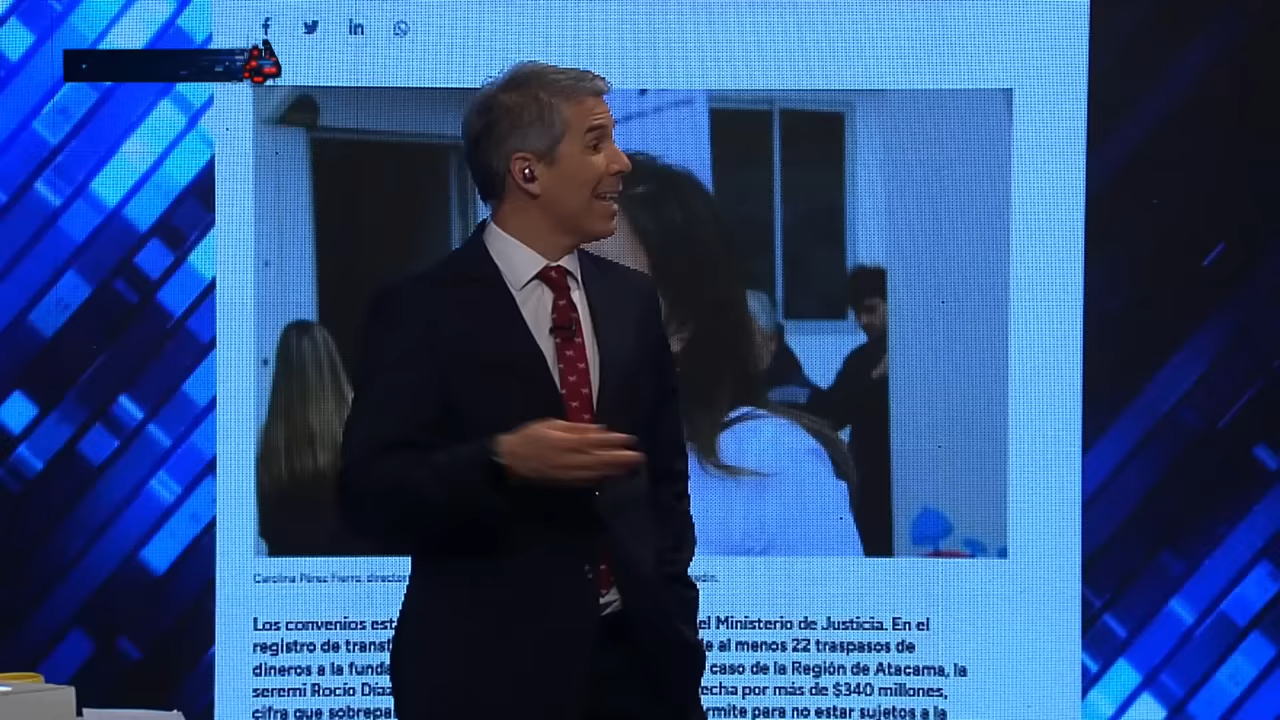 Carolina Pérez Fierro, director
Los convenios est el Ministerio de Justicia. En el
registro de transf e al menos 22 traspasos de
dineros a la funda caso de la Región de Atacama, la
seremi Rocío Díaz echa por más de $340 millones,
cifra que sobrepa rmite para no estar sujetos a la